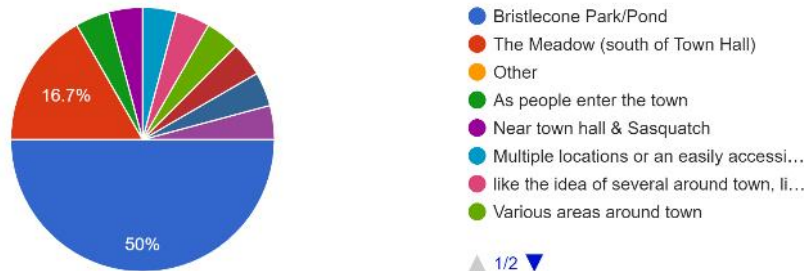 16.7%
50%
Bristlecone Park/Pond
The Meadow (south of Town Hall)
Other
As people enter the town
Near town hall & Sasquatch
Multiple locations or an easily accessi...
like the idea of several around town, li...
Various areas around town
1/2